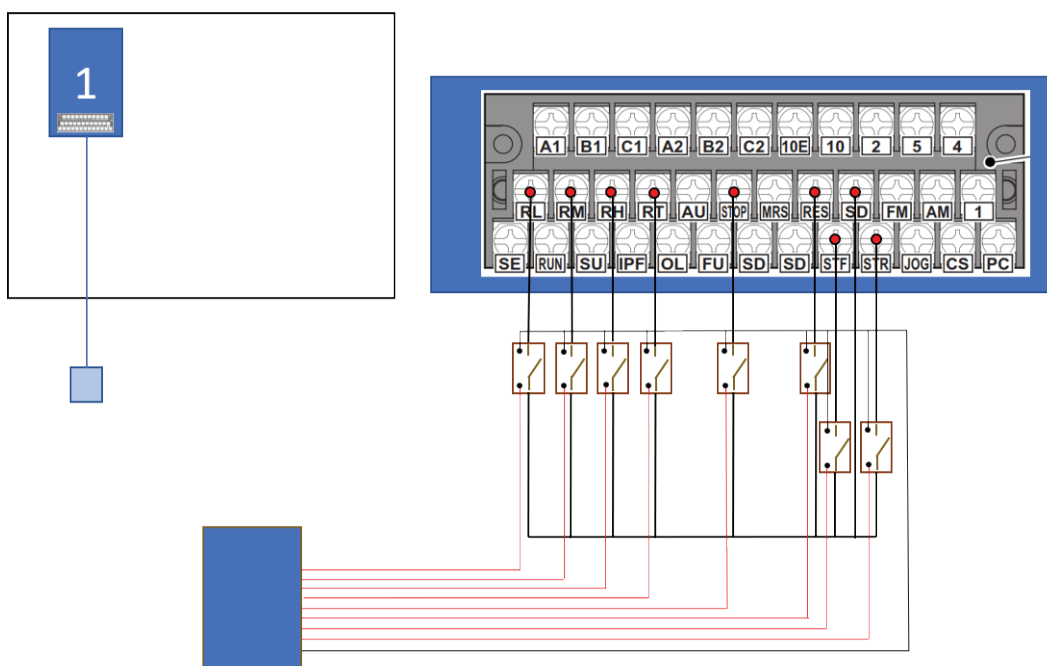 1
A1 B1 C1 A2 B2 C2 10E 10 2 5 4
RL RM RH RT AU STOP MRS RES SD FM AM 1
SE RUN SU IPF OL FU SD SD STF STR JOG CS PC